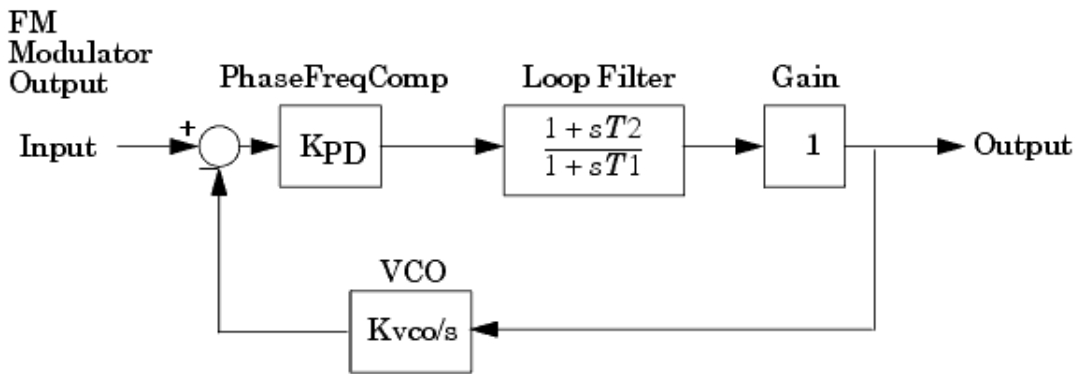 FM
Modulator
Output
PhaseFreqComp
Loop Filter
Gain
Input
+
−
KPD
1 + sT2
1 + sT1
1
Output
VCO
Kvco/s